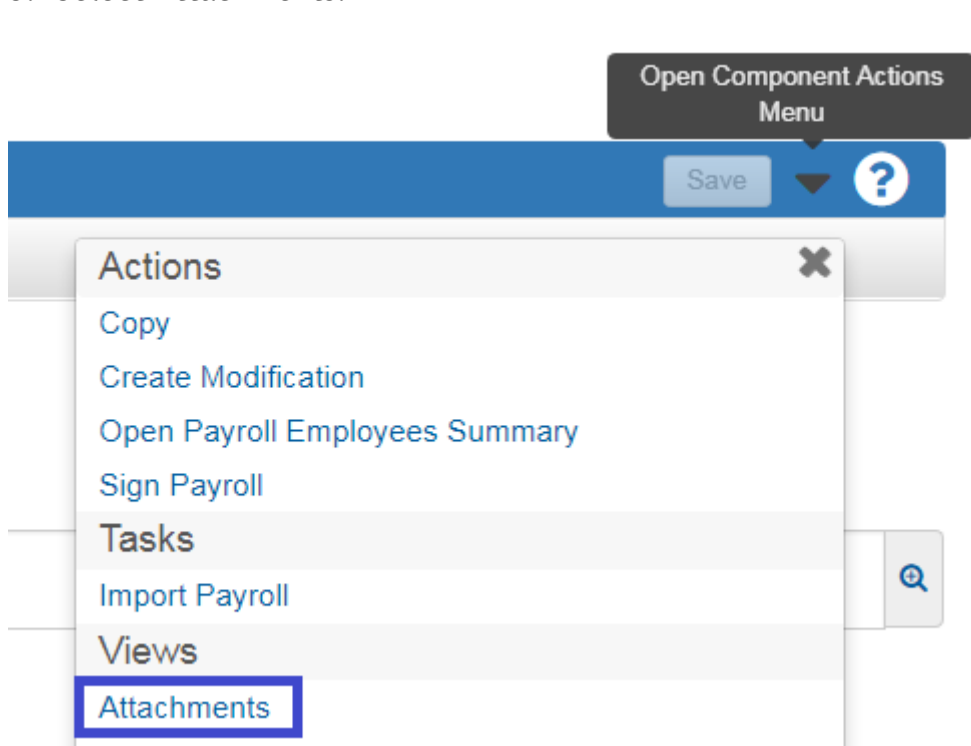 Open Component Actions
Menu
Save
?
Actions
Copy
Create Modification
Open Payroll Employees Summary
Sign Payroll
Tasks
Import Payroll
Views
Attachments